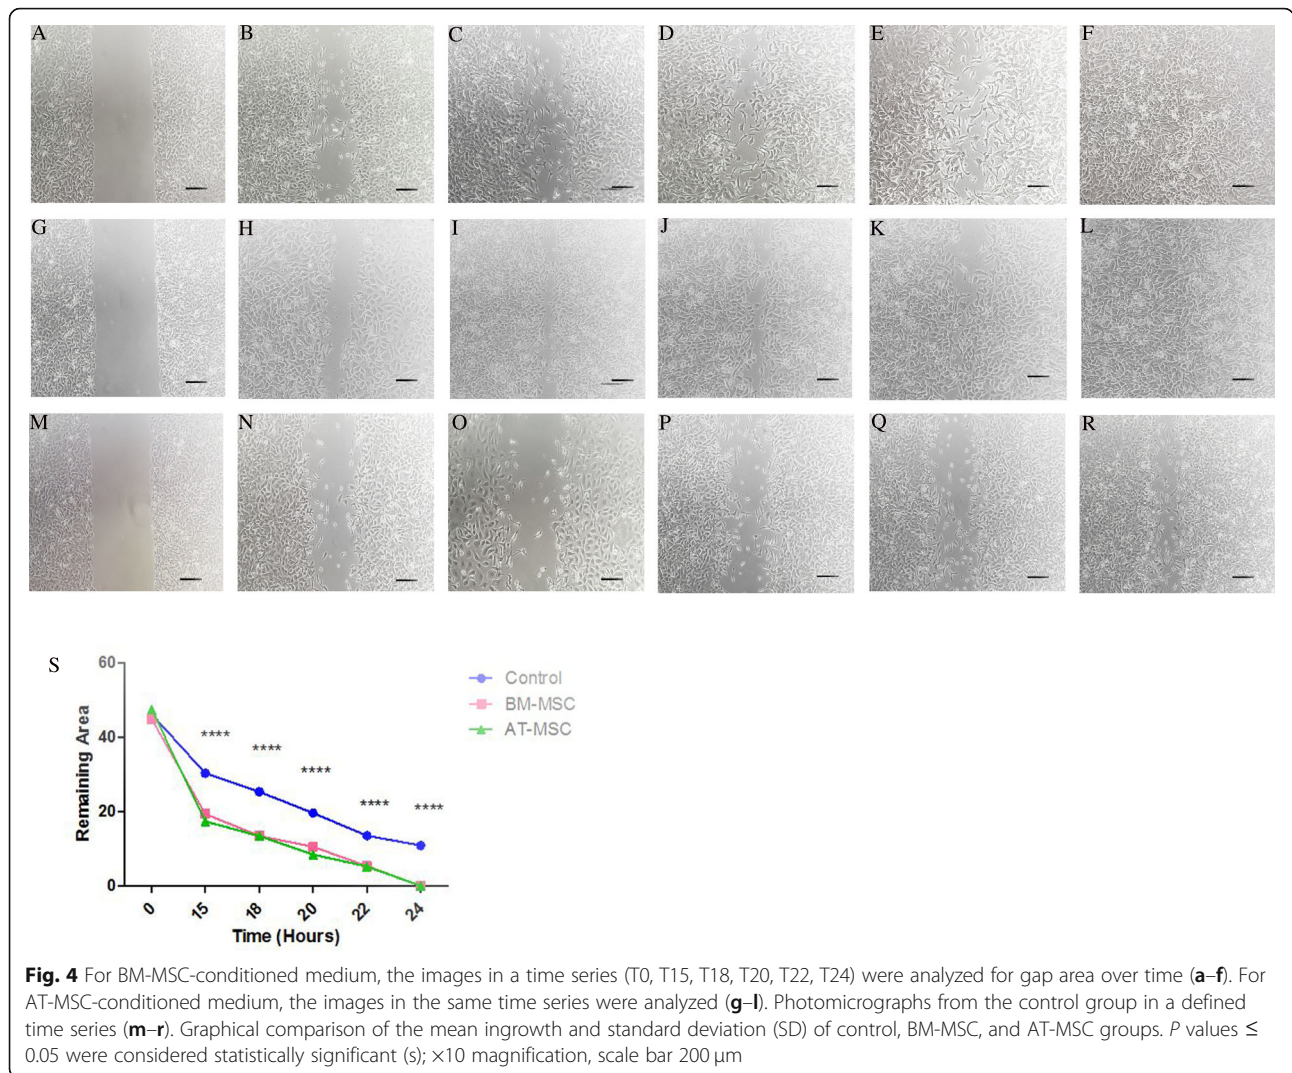 A B C D E F
G H I J K L
M N O P Q R
S
60
40
20
0
Remaining Area
****
****
****
****
****
0 15 18 20 22 24
Time (Hours)
Control
BM-MSC
AT-MSC
Fig. 4 For BM-MSC-conditioned medium, the images in a time series (T0, T15, T18, T20, T22, T24) were analyzed for gap area over time (a–f). For
AT-MSC-conditioned medium, the images in the same time series were analyzed (g–l). Photomicrographs from the control group in a defined
time series (m–r). Graphical comparison of the mean ingrowth and standard deviation (SD) of control, BM-MSC, and AT-MSC groups. P values ≤
0.05 were considered statistically significant (s); ×10 magnification, scale bar 200 μm